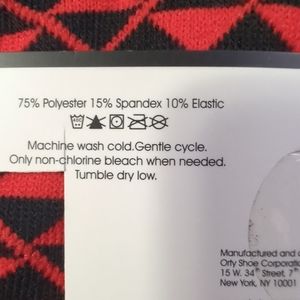 75% Polyester 15% Spandex 10% Elastic
Machine wash cold.Gentle cycle.
Only non-chlorine bleach when needed.
Tumble dry low.
Manufactured and
Orly Shoe Corporatio
15 W. 34th Street, 7th
New York, NY 10001